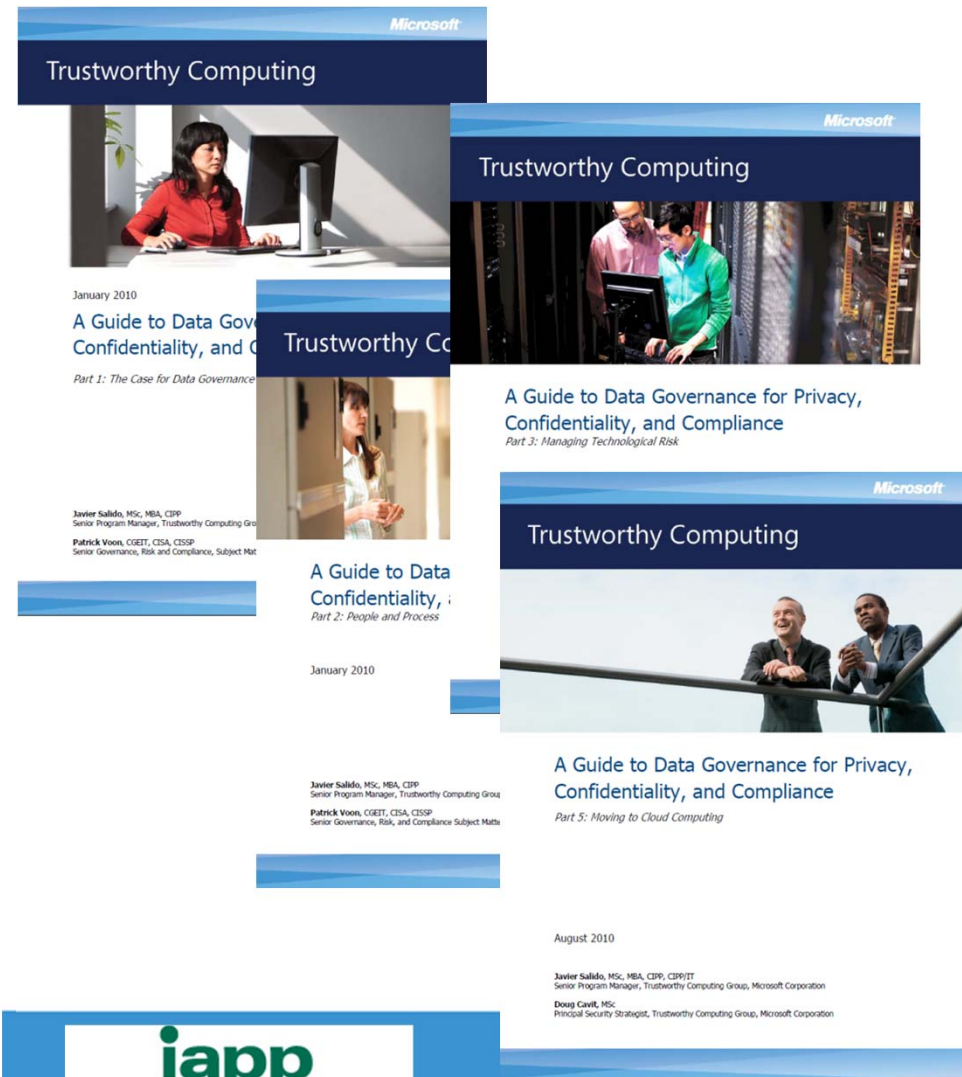 Microsoft
Trustworthy Computing
January 2010
A Guide to Data Gove
Confidentiality, and C
Part 1: The Case for Data Governance
Javier Salido, MSc, MBA, CIPP
Senior Program Manager, Trustworthy Computing Gro
Patrick Voon, CGEIT, CISA, CISSP
Senior Governance, Risk and Compliance, Subject Mat
Trustworthy Co
A Guide to Data
Confidentiality,
Part 2: People and Process
January 2010
Javier Salido, MSc, MBA, CIPP
Senior Program Manager, Trustworthy Computing Group
Patrick Voon, CGEIT, CISA, CISSP
Senior Governance, Risk, and Compliance Subject Matte
Microsoft
Trustworthy Computing
A Guide to Data Governance for Privacy,
Confidentiality, and Compliance
Part 3: Managing Technological Risk
Microsoft
Trustworthy Computing
A Guide to Data Governance for Privacy,
Confidentiality, and Compliance
Part 5: Moving to Cloud Computing
August 2010
Javier Salido, MSc, MBA, CIPP, CIPP/IT
Senior Program Manager, Trustworthy Computing Group, Microsoft Corporation
Doug Cavit, MSc
Principal Security Strategist, Trustworthy Computing Group, Microsoft Corporation
iapp